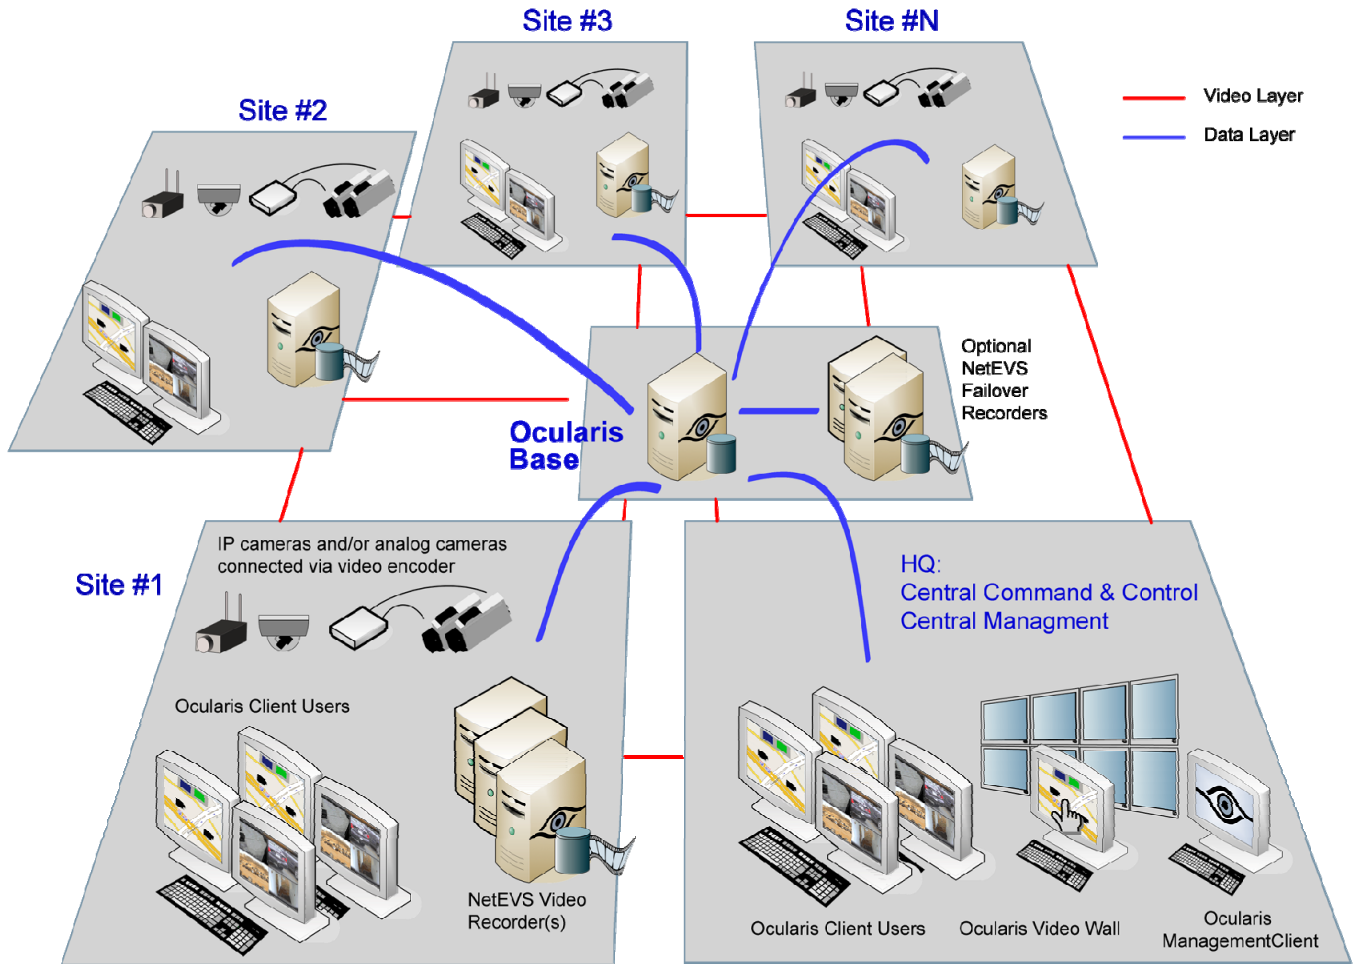 Site #3
Site #N
Video Layer
Data Layer
Site #2
Optional
NetEVS
Failover
Recorders
Ocularis
Base
IP cameras and/or analog cameras
connected via video encoder
Site #1
HQ:
Central Command & Control
Central Managment
Ocularis Client Users
NetEVS Video
Recorder(s)
Ocularis Client Users
Ocularis Video Wall
Ocularis
ManagementClient